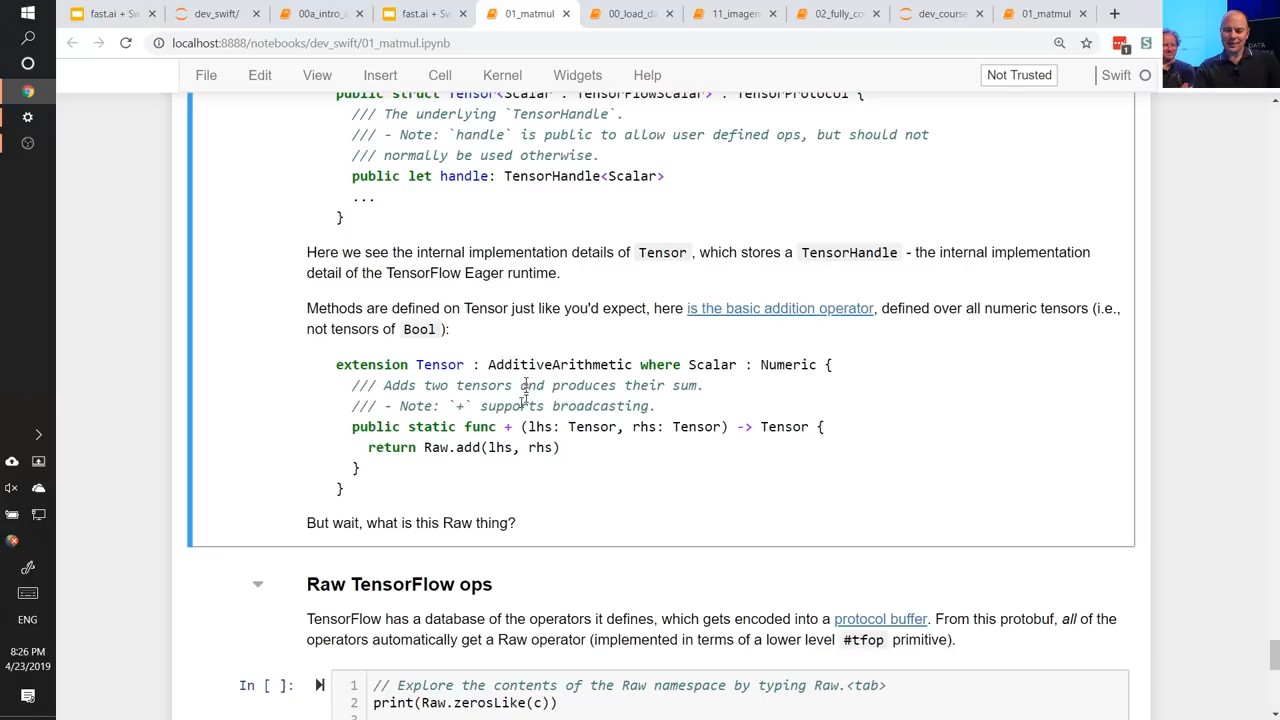 fast.ai + Swift
dev_swift/
00a_intro_a
fast.ai + Swift
01_matmul
00_load_da
11_imagen
02_fully_co
dev_course
01_matmul
localhost:8888/notebooks/dev_swift/01_matmul.ipynb
File Edit View Insert Cell Kernel Widgets Help
Not Trusted
Swift
public struct Tensor<Scalar : TensorFlowScalar> : TensorProtocol {
/// The underlying `TensorHandle`.
/// - Note: `handle` is public to allow user defined ops, but should not
/// normally be used otherwise.
public let handle: TensorHandle<Scalar>
...
}
Here we see the internal implementation details of Tensor , which stores a TensorHandle - the internal implementation
detail of the TensorFlow Eager runtime.
Methods are defined on Tensor just like you'd expect, here is the basic addition operator, defined over all numeric tensors (i.e.,
not tensors of Bool ):
extension Tensor : AdditiveArithmetic where Scalar : Numeric {
/// Adds two tensors and produces their sum.
/// - Note: `+` supports broadcasting.
public static func + (lhs: Tensor, rhs: Tensor) -> Tensor {
return Raw.add(lhs, rhs)
}
}
But wait, what is this Raw thing?
Raw TensorFlow ops
TensorFlow has a database of the operators it defines, which gets encoded into a protocol buffer. From this protobuf, all of the
operators automatically get a Raw operator (implemented in terms of a lower level #tfop primitive).
In [ ]:
1 // Explore the contents of the Raw namespace by typing Raw.<tab>
2 print(Raw.zerosLike(c))
3
ENG
8:26 PM
4/23/2019